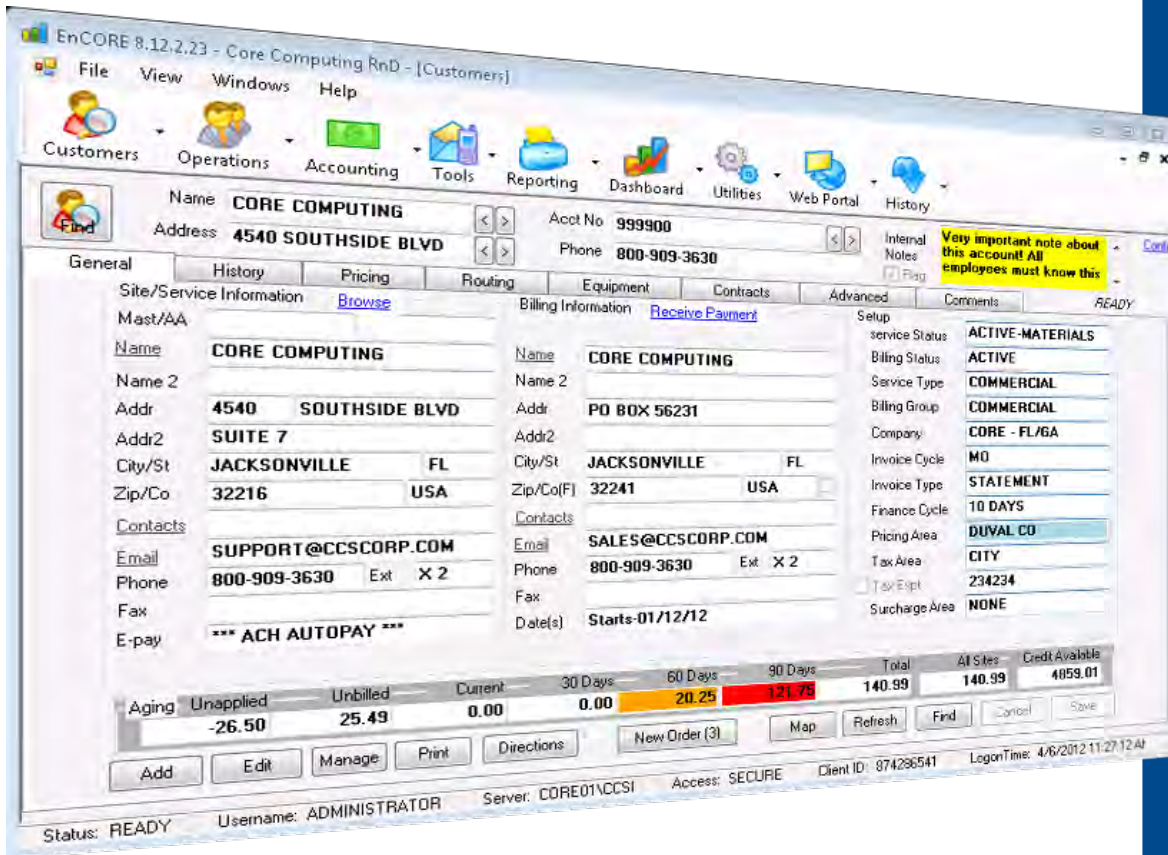 EnCORE 8.12.2.23 - Core Computing RnD - [Customers]
File View Windows Help
Customers Operations Accounting Tools Reporting Dashboard Utilities Web Portal History
Find
Name CORE COMPUTING < > Acct No 999900 < >
Address 4540 SOUTHSIDE BLVD < > Phone 800-909-3630
Internal Notes Flag
Very important note about
this account! All
employees must know this
General History Pricing Routing Equipment Contracts Advanced Comments READY
Site/Service Information Browse
Mast/AA
Name CORE COMPUTING
Name 2
Addr 4540 SOUTHSIDE BLVD
Addr2 SUITE 7
City/St JACKSONVILLE FL
Zip/Co 32216 USA
Contacts
Email SUPPORT@CCSCORP.COM
Phone 800-909-3630 Ext X 2
Fax
E-pay *** ACH AUTOPAY ***
Billing Information Receive Payment
Name CORE COMPUTING
Name 2
Addr PO BOX 56231
Addr2
City/St JACKSONVILLE FL
Zip/Co(F) 32241 USA
Contacts
Email SALES@CCSCORP.COM
Phone 800-909-3630 Ext X 2
Fax
Date(s) Starts-01/12/12
Setup
service Status ACTIVE-MATERIALS
Billing Status ACTIVE
Service Type COMMERCIAL
Billing Group COMMERCIAL
Company CORE - FL/GA
Invoice Cycle MO
Invoice Type STATEMENT
Finance Cycle 10 DAYS
Pricing Area DUVAL CO
Tax Area CITY
Tax Expt 234234
Surcharge Area NONE
Aging Unapplied Unbilled Current 30 Days 60 Days 90 Days Total All Sites Credit Available
-26.50 25.49 0.00 0.00 20.25 121.75 140.99 140.99 4859.01
Add Edit Manage Print Directions New Order (3) Map Refresh Find Cancel Save
Status: READY Username: ADMINISTRATOR Server: CORE01\CCSI Access: SECURE Client ID: 874286541 LogonTime: 4/6/2012 11:27:12